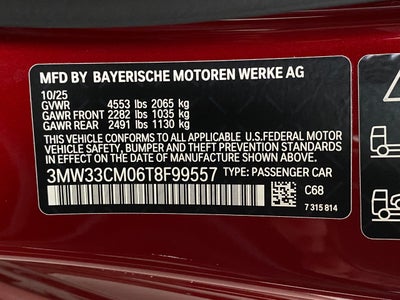 MFD BY BAYERISCHE MOTOREN WERKE AG
10/25
GVWR 4553 lbs 2065 kg
GAWR FRONT 2282 lbs 1035 kg
GAWR REAR 2491 lbs 1130 kg
THIS VEHICLE CONFORMS TO ALL APPLICABLE U.S.FEDERAL MOTOR
VEHICLE SAFETY, BUMPER, AND THEFT PREVENTION STANDARDS
IN EFFECT ON THE DATE OF MANUFACTURE SHOWN ABOVE.
3MW33CM06T8F99557 TYPE: PASSENGER CAR
C68
7 315 814